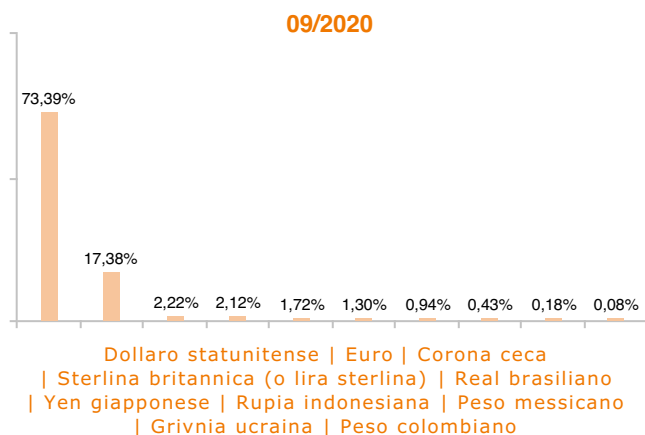 09/2020
73,39%
17,38%
2,22%
2,12%
1,72%
1,30%
0,94%
0,43%
0,18%
0,08%
Dollaro statunitense | Euro | Corona ceca
| Sterlina britannica (o lira sterlina) | Real brasiliano
| Yen giapponese | Rupia indonesiana | Peso messicano
| Grivnia ucraina | Peso colombiano